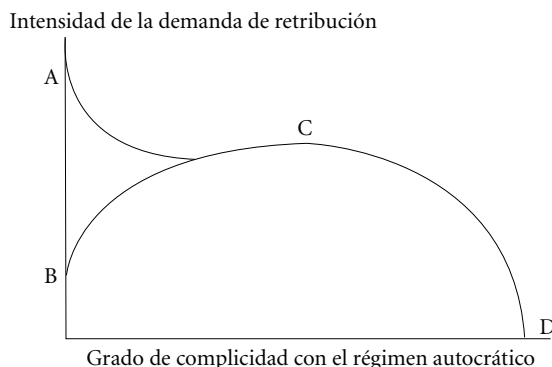 Intensidad de la demanda de retribución
A
C
B
D
Grado de complicidad con el régimen autocrático